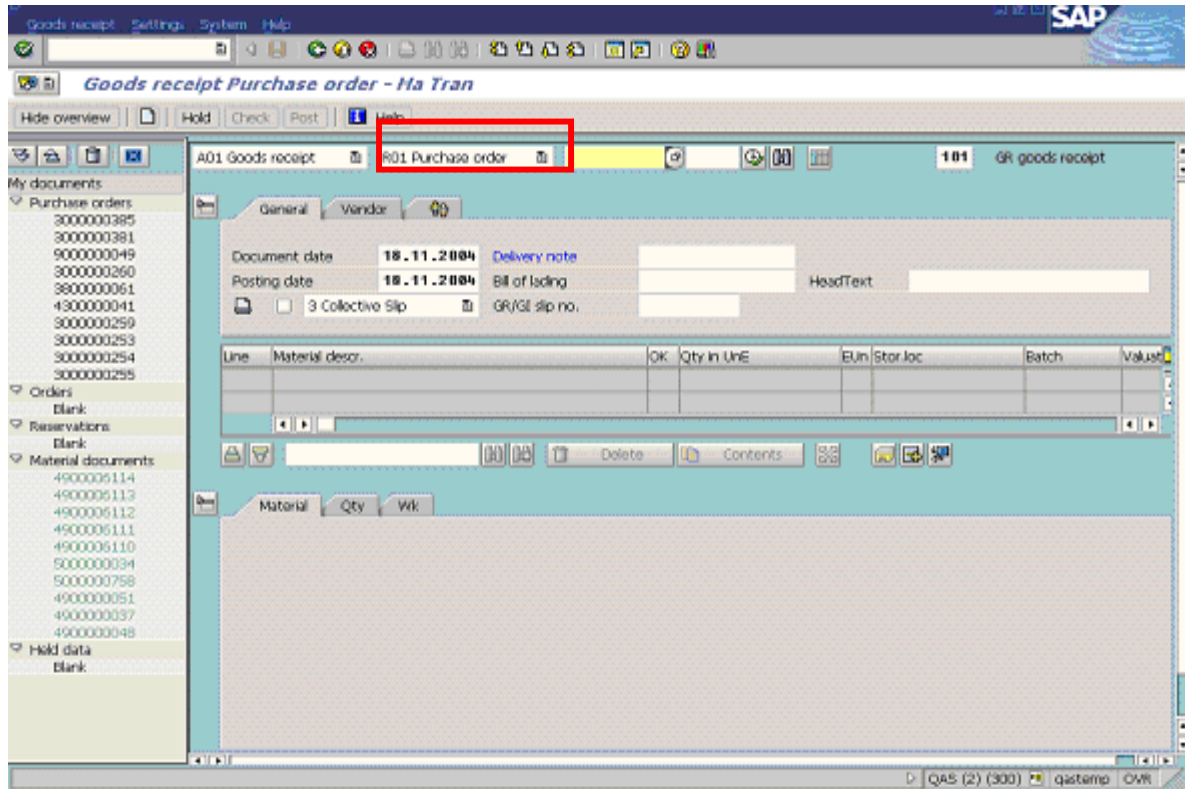 Goods receipt Settings System Help
SAP
Goods receipt Purchase order - Ha Tran
Hide overview Hold Check Post Help
A01 Goods receipt R01 Purchase order 101 GR goods receipt
My documents
Purchase orders
3000000385
3000000381
9000000049
3000000260
3800000061
4300000041
3000000259
3000000253
3000000254
3000000255
Orders
Blank
Reservations
Blank
Material documents
4900006114
4900006113
4900006112
4900006111
4900006110
5000000034
5000000758
4900000051
4900000037
4900000048
Held data
Blank
General Vendor
Document date 18.11.2004 Delivery note
Posting date 18.11.2004 Bill of lading HeadText
3 Collective Slip GR/GI slip no.
Line Material descr. OK Qty in UnE EUn Stor.loc Batch Valuat
Delete Contents
Material Qty Wk
QAS (2) (300) qastemp OVR